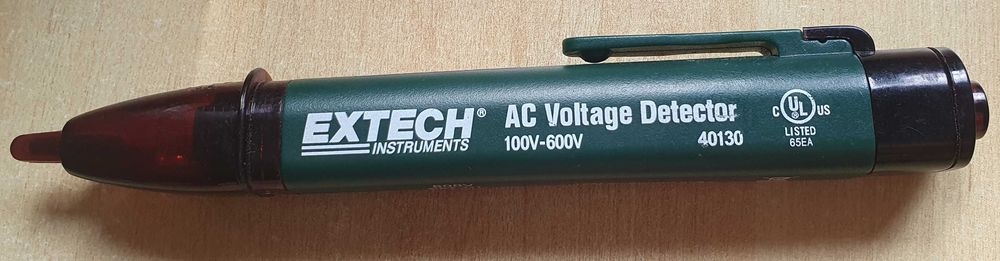 EXTECH®
INSTRUMENTS
AC Voltage Detector
100V-600V 40130
C UL® US
LISTED
65EA